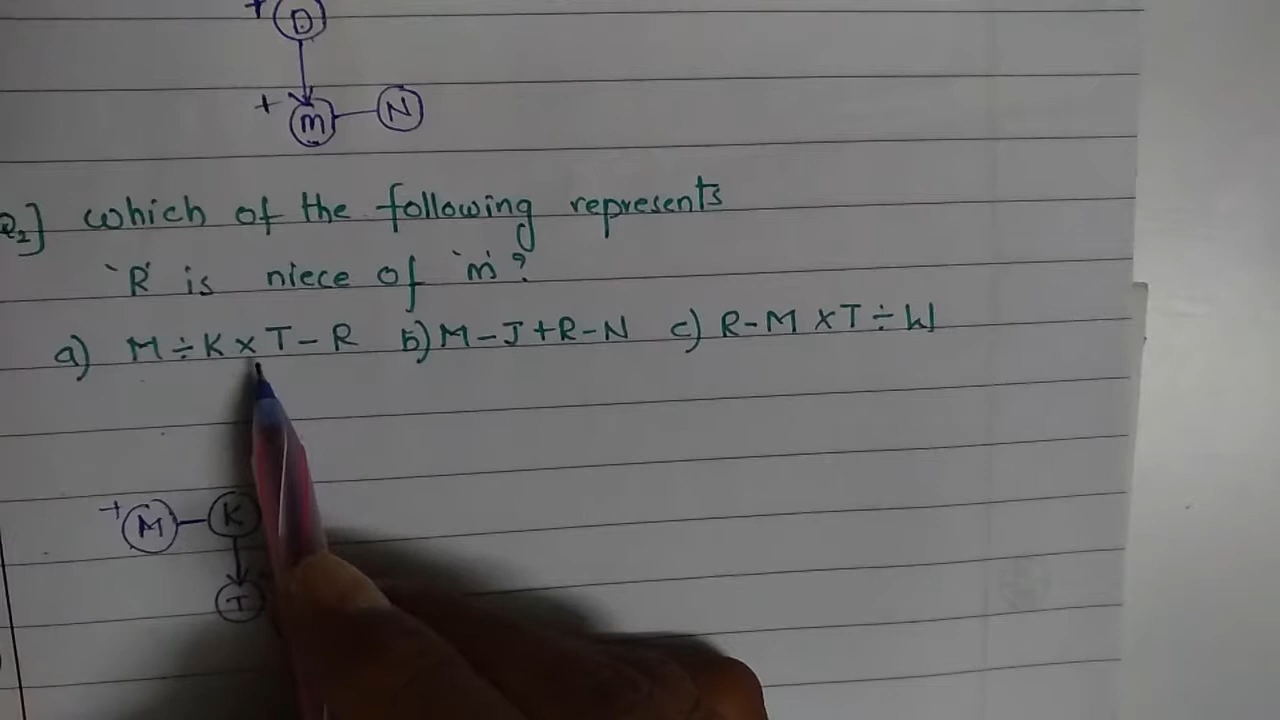 + D
+ M N
Q2] which of the following represents
`R' is niece of `m'?
a) M ÷ K × T - R b) M - J + R - N c) R - M × T ÷ W
+ M K
T